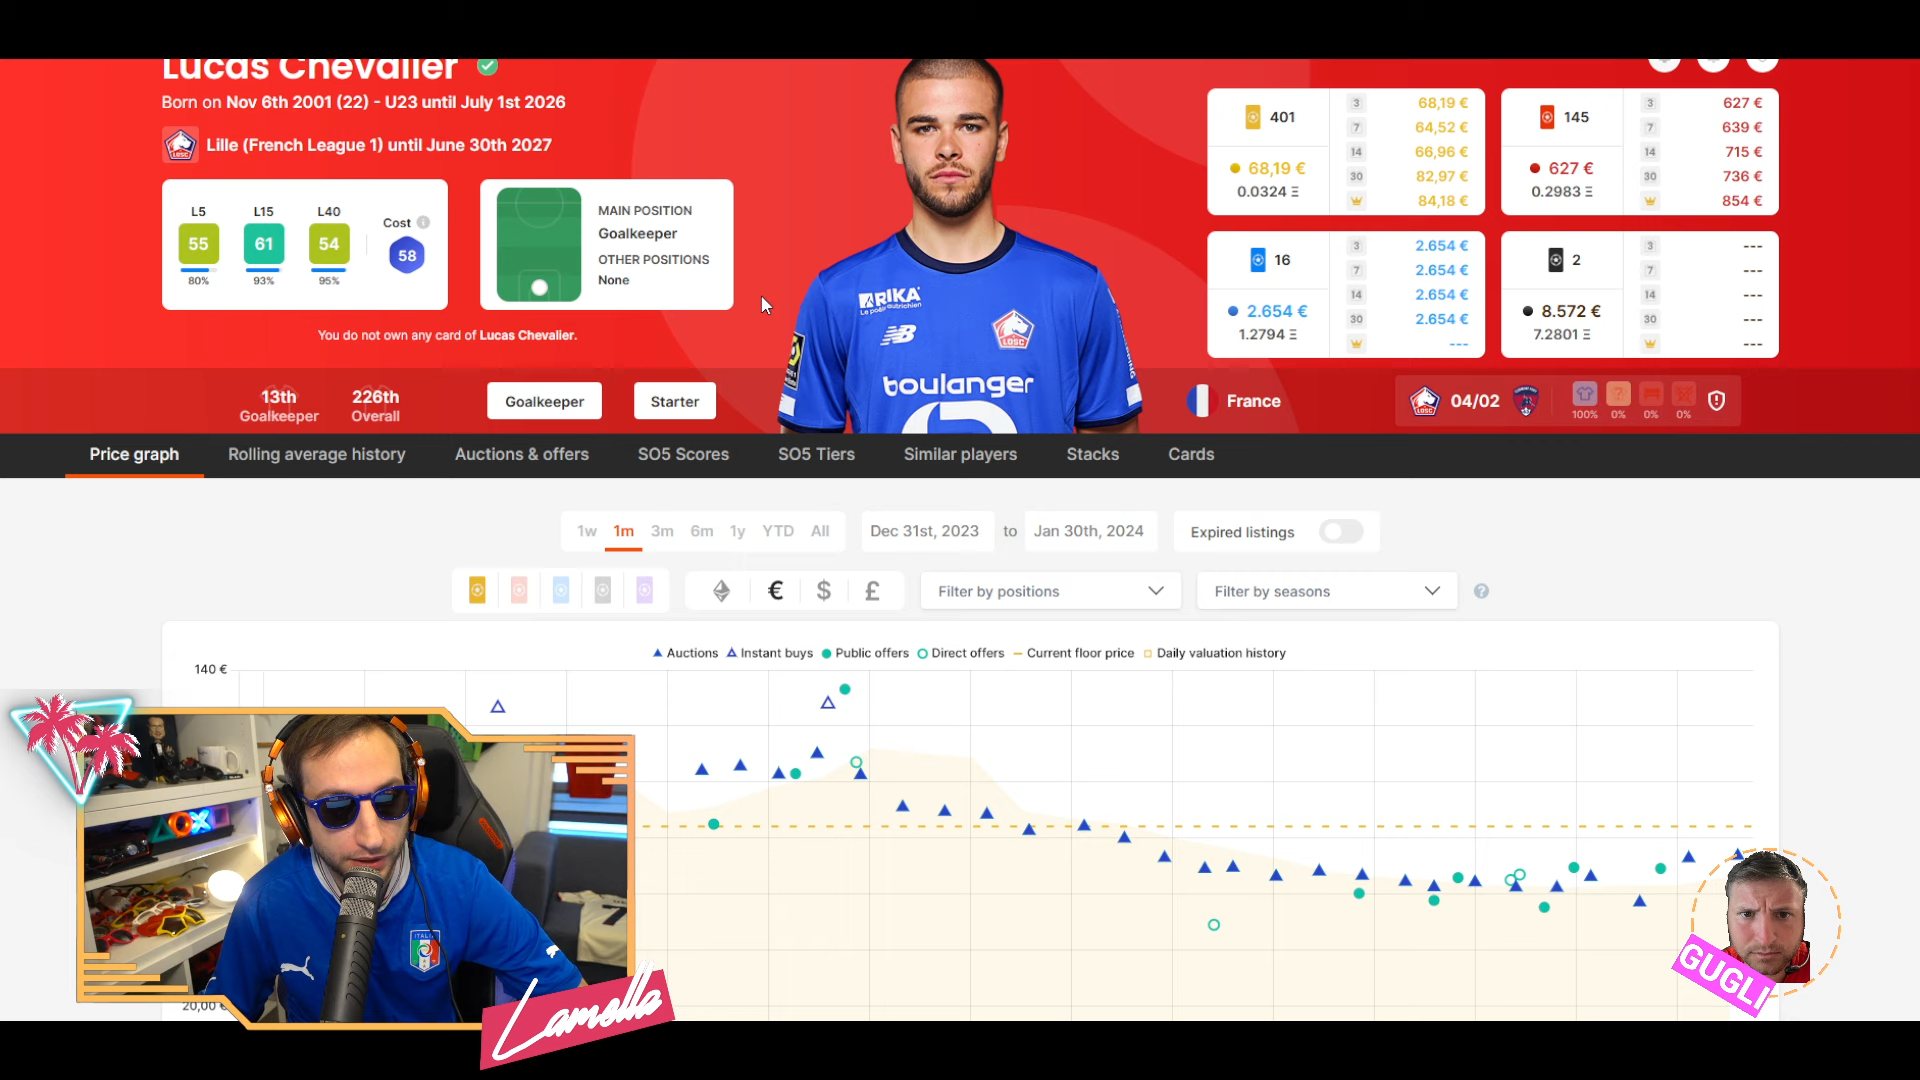 Lucas Chevalier
Born on Nov 6th 2001 (22) - U23 until July 1st 2026
LOSC
Lille (French League 1) until June 30th 2027
L5 L15 L40 Cost
55 61 54 58
80% 93% 95%
MAIN POSITION
Goalkeeper
OTHER POSITIONS
None
You do not own any card of Lucas Chevalier.
RIKA
LOSC
boulanger
401
68,19 €
0.0324 Ξ
3 68,19 €
7 64,52 €
14 66,96 €
30 82,97 €
84,18 €
145
627 €
0.2983 Ξ
3 627 €
7 639 €
14 715 €
30 736 €
854 €
16
2.654 €
1.2794 Ξ
3 2.654 €
7 2.654 €
14 2.654 €
30 2.654 €
---
2
8.572 €
7.2801 Ξ
3 ---
7 ---
14 ---
30 ---
---
13th
Goalkeeper
226th
Overall
Goalkeeper
Starter
France
04/02
100% 0% 0% 0%
Price graph Rolling average history Auctions & offers SO5 Scores SO5 Tiers Similar players Stacks Cards
1w 1m 3m 6m 1y YTD All
Dec 31st, 2023 to Jan 30th, 2024
Expired listings
€ $ £
Filter by positions
Filter by seasons
?
Auctions Instant buys Public offers Direct offers Current floor price Daily valuation history
140 €
20,00 €
ITALIA
Lamella
GUGLI